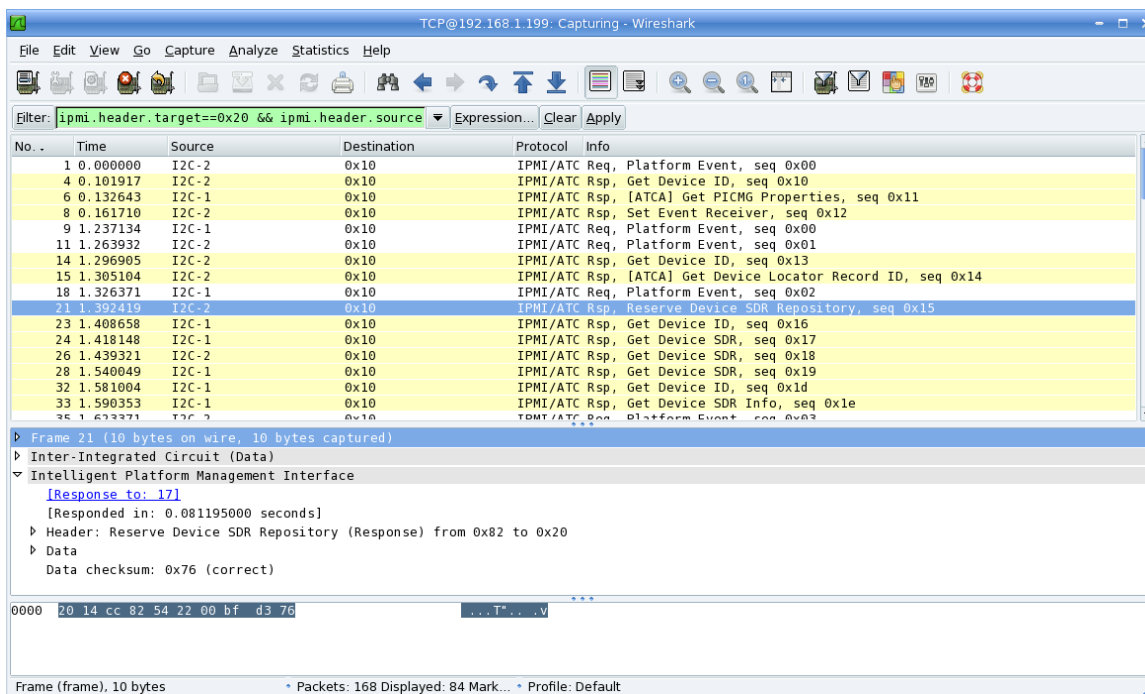 TCP@192.168.1.199: Capturing - Wireshark
File Edit View Go Capture Analyze Statistics Help
Filter: ipmi.header.target==0x20 && ipmi.header.source Expression... Clear Apply
No. . Time Source Destination Protocol Info
1 0.000000 I2C-2 0x10 IPMI/ATC Req, Platform Event, seq 0x00
4 0.101917 I2C-2 0x10 IPMI/ATC Rsp, Get Device ID, seq 0x10
6 0.132643 I2C-1 0x10 IPMI/ATC Rsp, [ATCA] Get PICMG Properties, seq 0x11
8 0.161710 I2C-2 0x10 IPMI/ATC Rsp, Set Event Receiver, seq 0x12
9 1.237134 I2C-1 0x10 IPMI/ATC Req, Platform Event, seq 0x00
11 1.263932 I2C-2 0x10 IPMI/ATC Req, Platform Event, seq 0x01
14 1.296905 I2C-2 0x10 IPMI/ATC Rsp, Get Device ID, seq 0x13
15 1.305104 I2C-2 0x10 IPMI/ATC Rsp, [ATCA] Get Device Locator Record ID, seq 0x14
18 1.326371 I2C-1 0x10 IPMI/ATC Req, Platform Event, seq 0x02
21 1.392419 I2C-2 0x10 IPMI/ATC Rsp, Reserve Device SDR Repository, seq 0x15
23 1.408658 I2C-1 0x10 IPMI/ATC Rsp, Get Device ID, seq 0x16
24 1.418148 I2C-1 0x10 IPMI/ATC Rsp, Get Device SDR, seq 0x17
26 1.439321 I2C-2 0x10 IPMI/ATC Rsp, Get Device SDR, seq 0x18
28 1.540049 I2C-1 0x10 IPMI/ATC Rsp, Get Device SDR, seq 0x19
32 1.581004 I2C-1 0x10 IPMI/ATC Rsp, Get Device ID, seq 0x1d
33 1.590353 I2C-1 0x10 IPMI/ATC Rsp, Get Device SDR Info, seq 0x1e
35 1.623371 I2C-2 0x10 IPMI/ATC Req, Platform Event, seq 0x03
Frame 21 (10 bytes on wire, 10 bytes captured)
Inter-Integrated Circuit (Data)
Intelligent Platform Management Interface
[Response to: 17]
[Responded in: 0.081195000 seconds]
Header: Reserve Device SDR Repository (Response) from 0x82 to 0x20
Data
Data checksum: 0x76 (correct)
0000 20 14 cc 82 54 22 00 bf d3 76 ...T".. .v
Frame (frame), 10 bytes Packets: 168 Displayed: 84 Mark... Profile: Default